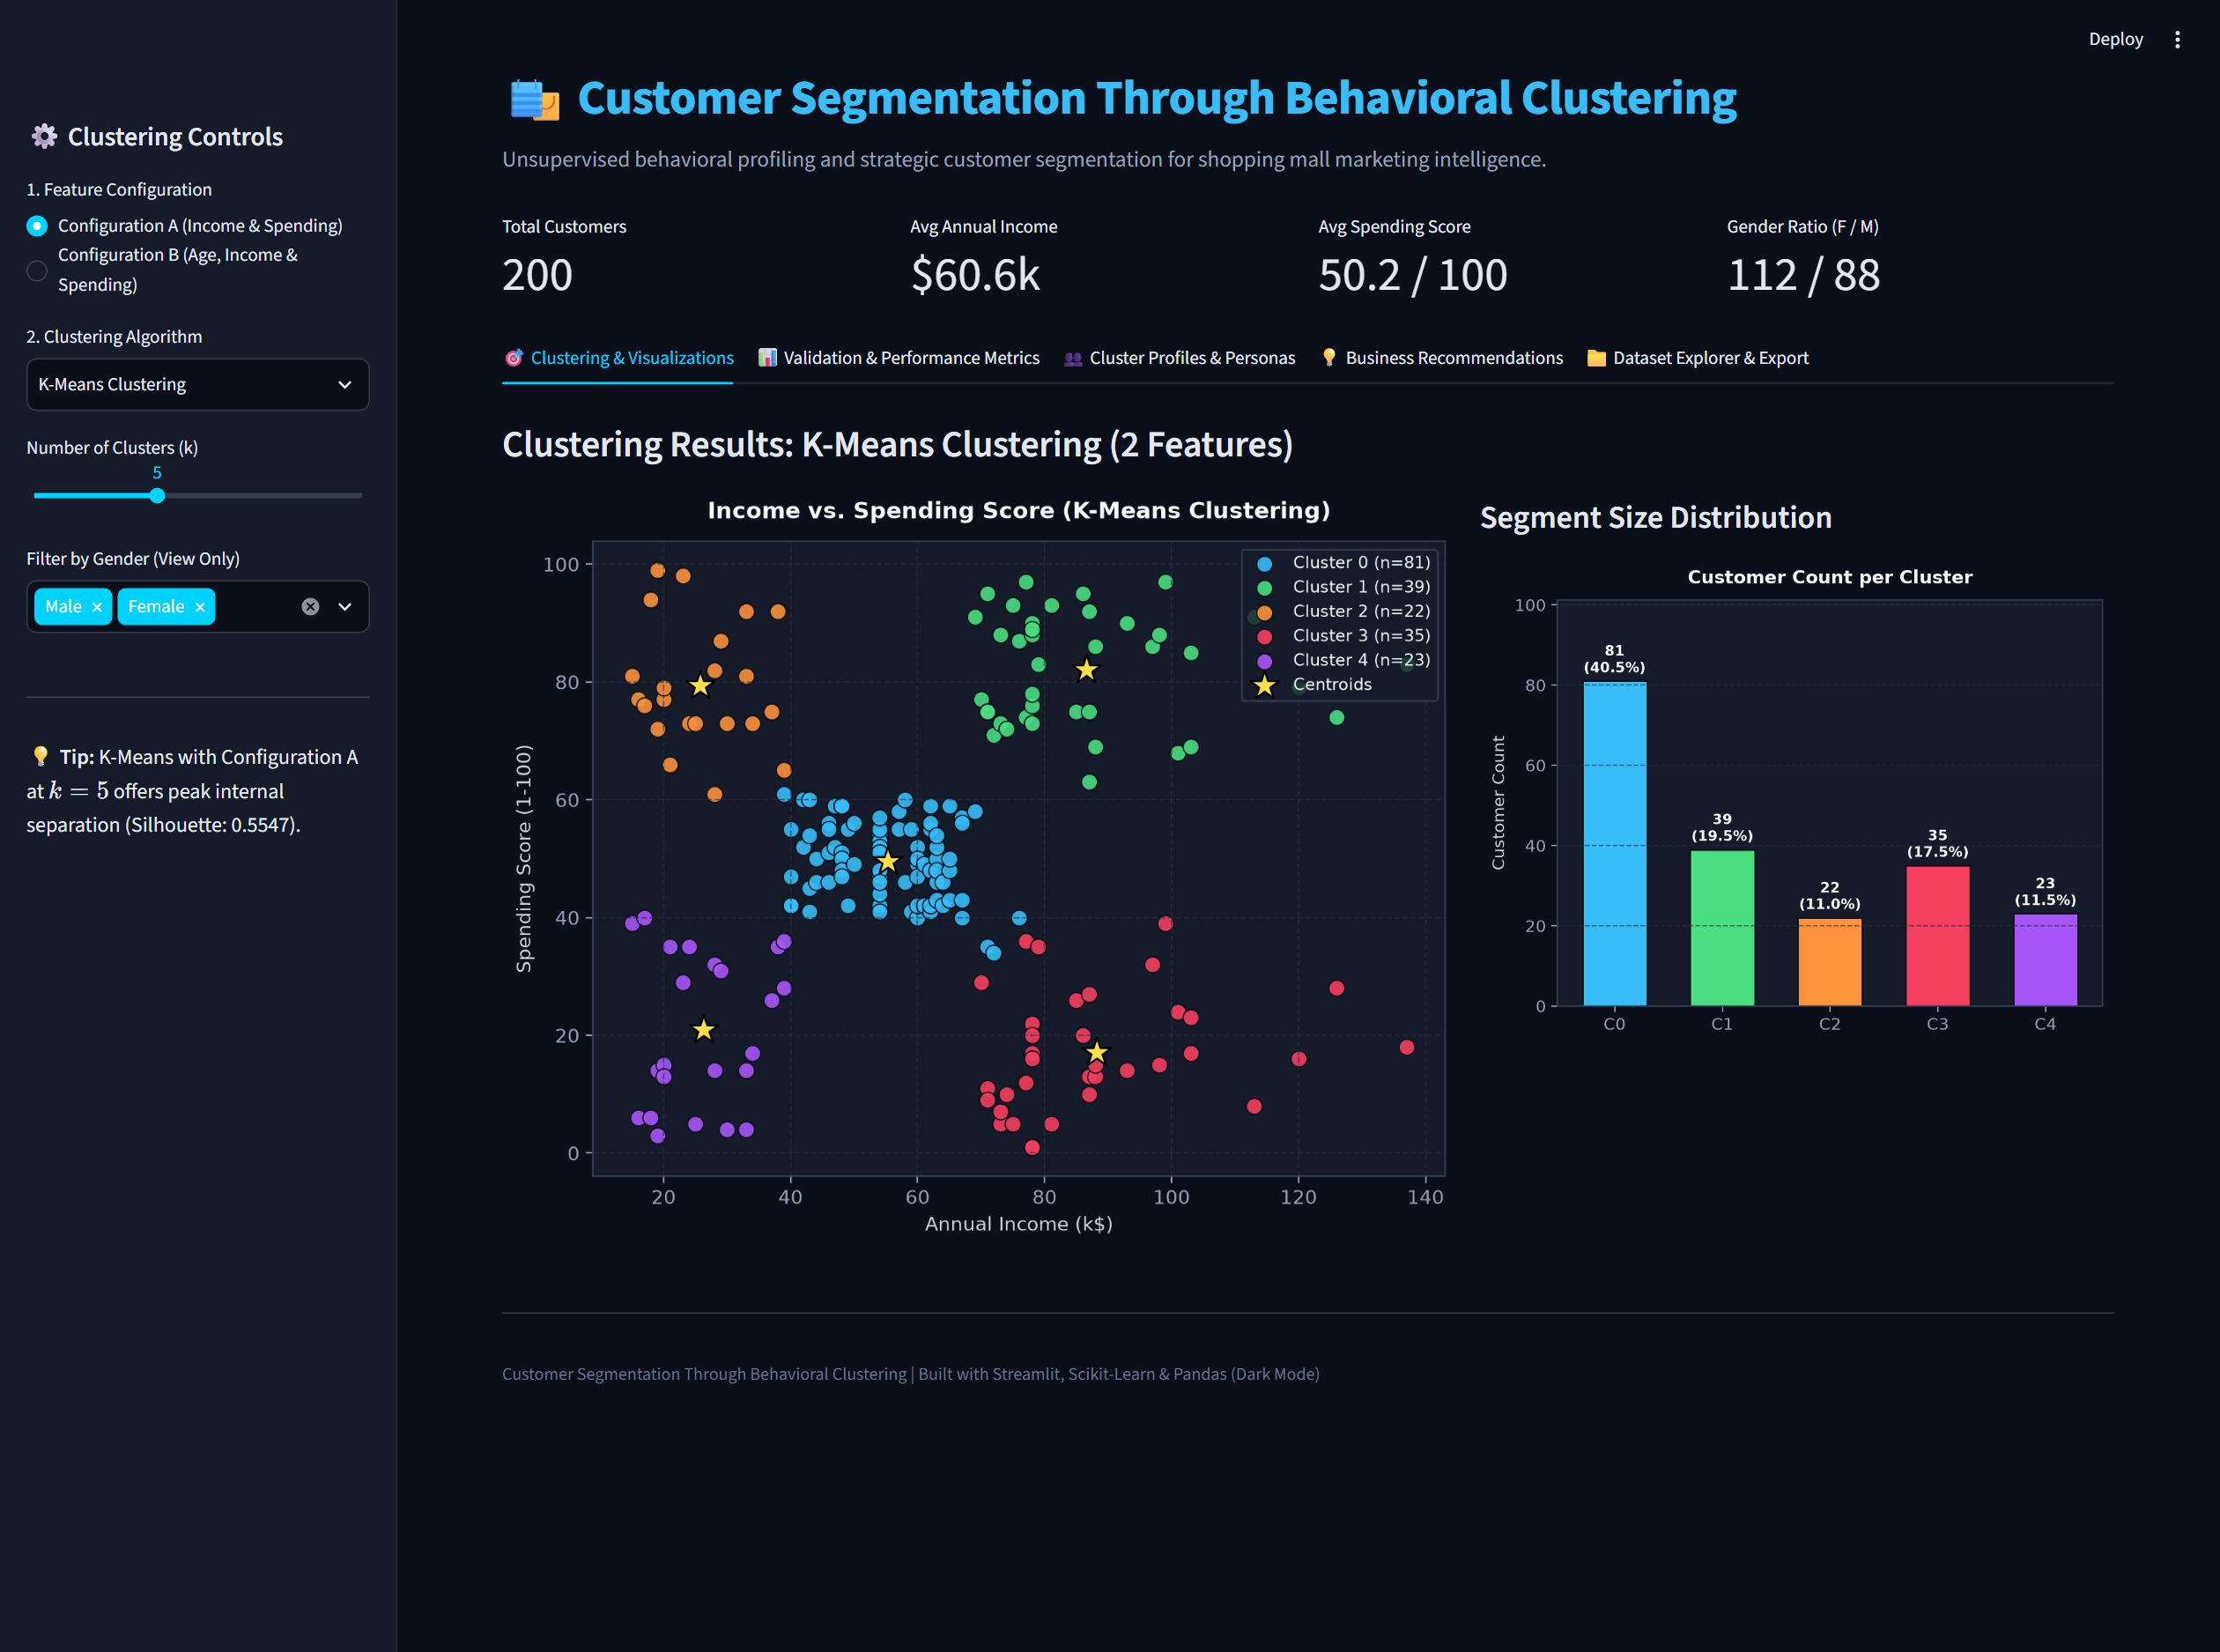 Deploy
Clustering Controls
1. Feature Configuration
Configuration A (Income & Spending)
Configuration B (Age, Income &
Spending)
2. Clustering Algorithm
K-Means Clustering
Number of Clusters (k)
5
Filter by Gender (View Only)
Male
Female
Tip: K-Means with Configuration A
at k = 5 offers peak internal
separation (Silhouette: 0.5547).
Customer Segmentation Through Behavioral Clustering
Unsupervised behavioral profiling and strategic customer segmentation for shopping mall marketing intelligence.
Total Customers
200
Avg Annual Income
$60.6k
Avg Spending Score
50.2 / 100
Gender Ratio (F / M)
112 / 88
Clustering & Visualizations
Validation & Performance Metrics
Cluster Profiles & Personas
Business Recommendations
Dataset Explorer & Export
Clustering Results: K-Means Clustering (2 Features)
Income vs. Spending Score (K-Means Clustering)
Cluster 0 (n=81)
Cluster 1 (n=39)
Cluster 2 (n=22)
Cluster 3 (n=35)
Cluster 4 (n=23)
Centroids
Spending Score (1-100)
100
80
60
40
20
0
20
40
60
80
100
120
140
Annual Income (k$)
Segment Size Distribution
Customer Count per Cluster
Customer Count
100
80
60
40
20
0
81
(40.5%)
39
(19.5%)
22
(11.0%)
35
(17.5%)
23
(11.5%)
C0
C1
C2
C3
C4
Customer Segmentation Through Behavioral Clustering | Built with Streamlit, Scikit-Learn & Pandas (Dark Mode)